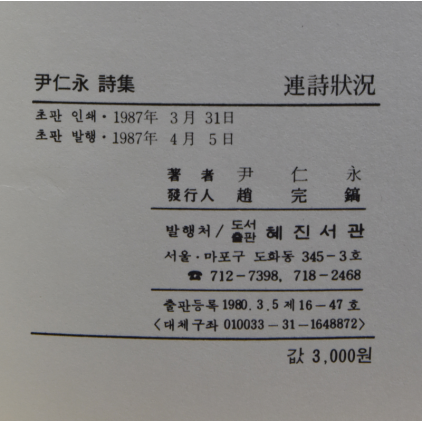 尹仁永 詩集 連詩狀況
초판 인쇄・1987年 3月 31日
초판 발행・1987年 4月 5日
著者 尹仁永
發行人 趙完鎬
발행처/도서출판 혜진서관
서울・마포구 도화동 345-3호
☎ 712-7398, 718-2468
출판등록 1980.3.5 제16-47호
<대체구좌 010033-31-1648872>
값 3,000원